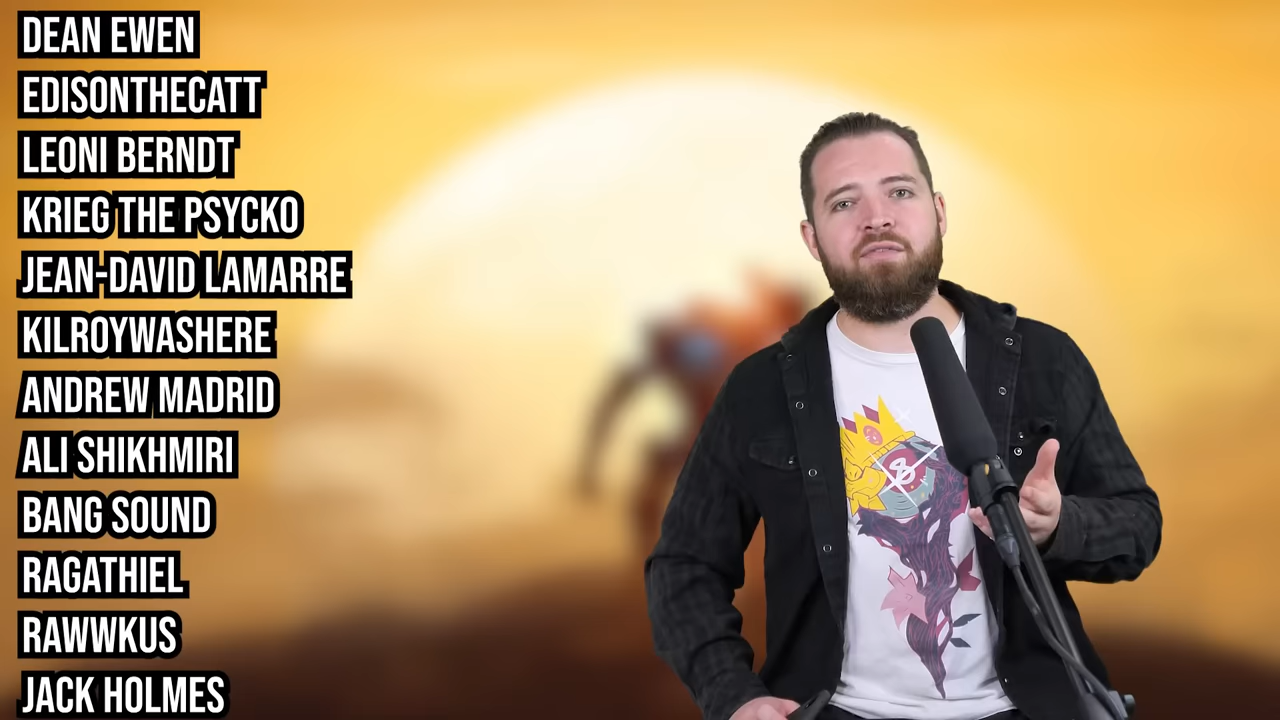 DEAN EWEN
EDISONTHECATT
LEONI BERNDT
KRIEG THE PSYCKO
JEAN-DAVID LAMARRE
KILROYWASHERE
ANDREW MADRID
ALI SHIKHMIRI
BANG SOUND
RAGATHIEL
RAWWKUS
JACK HOLMES